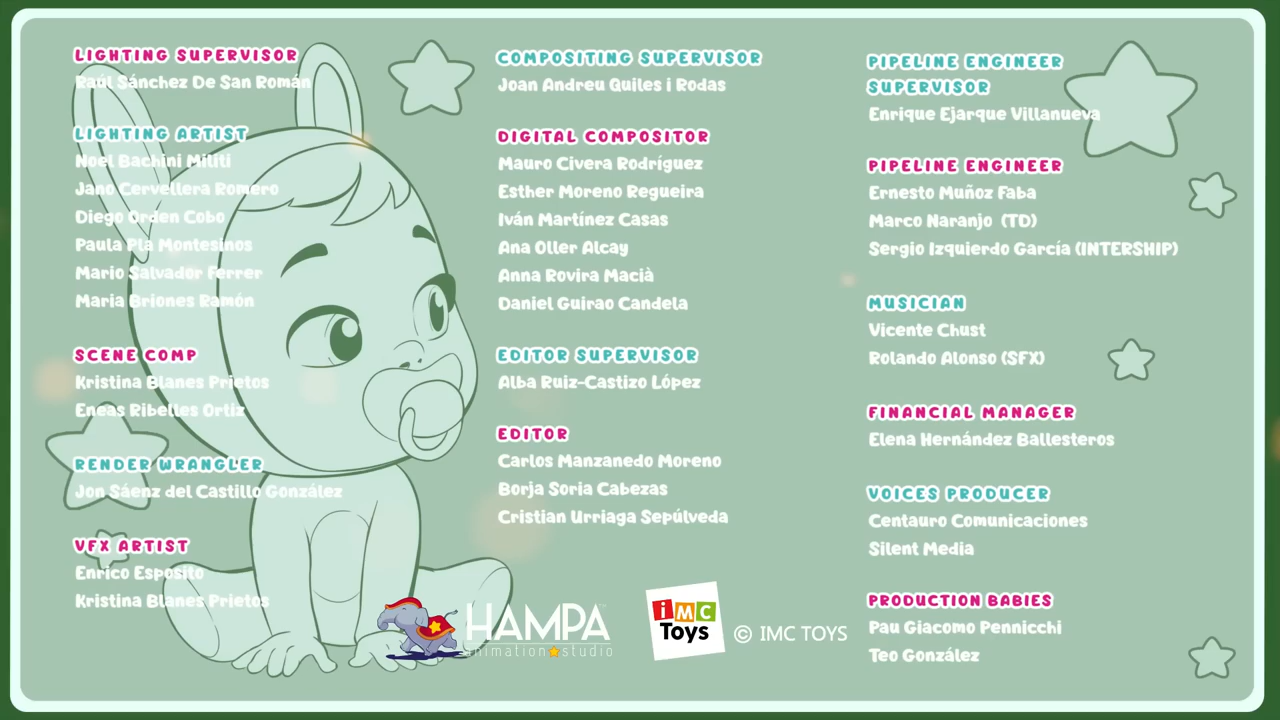 LIGHTING SUPERVISOR
Raúl Sánchez De San Román
LIGHTING ARTIST
Noel Bachini Militi
Jano Cervellera Romero
Diego Orden Cobo
Paula Pla Montesinos
Mario Salvador Ferrer
Maria Briones Ramón
SCENE COMP
Kristina Blanes Prietos
Eneas Ribelles Ortiz
RENDER WRANGLER
Jon Sáenz del Castillo González
VFX ARTIST
Enrico Esposito
Kristina Blanes Prietos
COMPOSITING SUPERVISOR
Joan Andreu Quiles i Rodas
DIGITAL COMPOSITOR
Mauro Civera Rodríguez
Esther Moreno Regueira
Iván Martínez Casas
Ana Oller Alcay
Anna Rovira Macià
Daniel Guirao Candela
EDITOR SUPERVISOR
Alba Ruiz-Castizo López
EDITOR
Carlos Manzanedo Moreno
Borja Soria Cabezas
Cristian Urriaga Sepúlveda
HAMPA
animation studio
iMC
Toys
© IMC TOYS
PIPELINE ENGINEER
SUPERVISOR
Enrique Ejarque Villanueva
PIPELINE ENGINEER
Ernesto Muñoz Faba
Marco Naranjo (TD)
Sergio Izquierdo García (INTERSHIP)
MUSICIAN
Vicente Chust
Rolando Alonso (SFX)
FINANCIAL MANAGER
Elena Hernández Ballesteros
VOICES PRODUCER
Centauro Comunicaciones
Silent Media
PRODUCTION BABIES
Pau Giacomo Pennicchi
Teo González